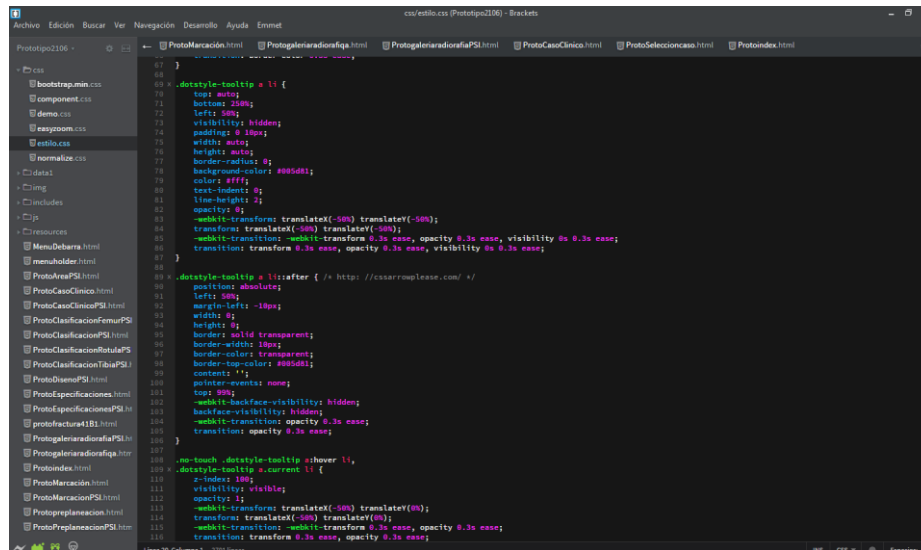 css/estilo.css (Prototipo2106) - Brackets
Archivo Edición Buscar Ver Navegación Desarrollo Ayuda Emmet
Prototipo2106
ProtoMarcación.html Protogaleriaradiorafiqa.html ProtogaleriaradiorafiaPSI.html ProtoCasoClinico.html ProtoSeleccioncaso.html Protoindex.html
css
bootstrap.min.css
component.css
demo.css
easyzoom.css
estilo.css
normalize.css
data1
img
includes
js
resources
MenuDebarra.html
menuholder.html
ProtoAreaPSI.html
ProtoCasoClinico.html
ProtoCasoClinicoPSI.html
ProtoClasificacionFemurPSI
ProtoClasificacionPSI.html
ProtoClasificacionRotulaPS
ProtoClasificacionTibiaPSI.h
ProtoDisenoPSI.html
ProtoEspecificaciones.html
ProtoEspecificacionesPSI.ht
protofractura41B1.html
ProtogaleriaradiorafiaPSI.ht
Protogaleriaradiorafiqa.htm
Protoindex.html
ProtoMarcación.html
ProtoMarcacionPSI.html
Protopreplaneacion.html
ProtoPreplaneacionPSI.htm
67 }
68
69 .dotstyle-tooltip a li {
70 top: auto;
71 bottom: 250%;
72 left: 50%;
73 visibility: hidden;
74 padding: 0 10px;
75 width: auto;
76 height: auto;
77 border-radius: 0;
78 background-color: #005d81;
79 color: #fff;
80 text-indent: 0;
81 line-height: 2;
82 opacity: 0;
83 -webkit-transform: translateX(-50%) translateY(-50%);
84 transform: translateX(-50%) translateY(-50%);
85 -webkit-transition: -webkit-transform 0.3s ease, opacity 0.3s ease, visibility 0s 0.3s ease;
86 transition: transform 0.3s ease, opacity 0.3s ease, visibility 0s 0.3s ease;
87 }
88
89 .dotstyle-tooltip a li::after { /* http: //cssarrowplease.com/ */
90 position: absolute;
91 left: 50%;
92 margin-left: -10px;
93 width: 0;
94 height: 0;
95 border: solid transparent;
96 border-width: 10px;
97 border-color: transparent;
98 border-top-color: #005d81;
99 content: '';
100 pointer-events: none;
101 top: 99%;
102 -webkit-backface-visibility: hidden;
103 backface-visibility: hidden;
104 -webkit-transition: opacity 0.3s ease;
105 transition: opacity 0.3s ease;
106 }
107
108 .no-touch .dotstyle-tooltip a:hover li,
109 .dotstyle-tooltip a.current li {
110 z-index: 100;
111 visibility: visible;
112 opacity: 1;
113 -webkit-transform: translateX(-50%) translateY(0%);
114 transform: translateX(-50%) translateY(0%);
115 -webkit-transition: -webkit-transform 0.3s ease, opacity 0.3s ease;
116 transition: transform 0.3s ease, opacity 0.3s ease;